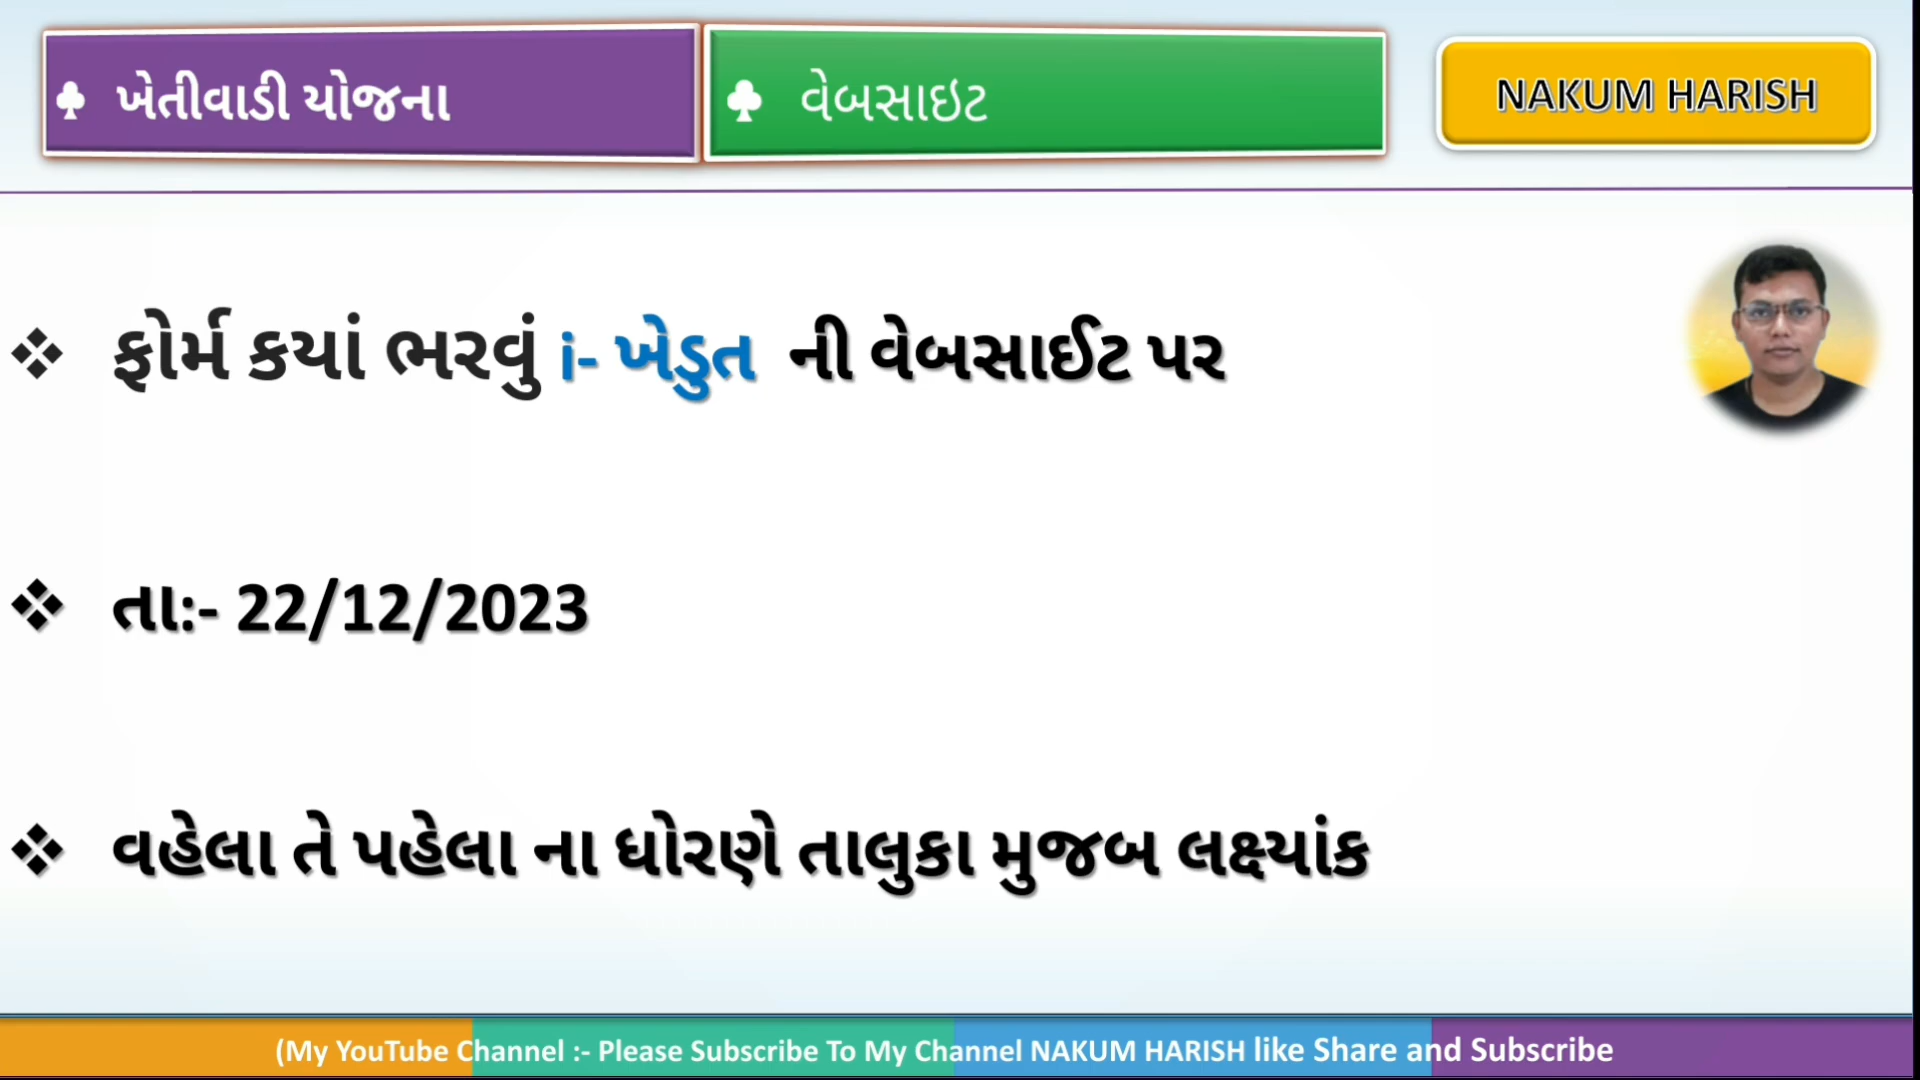 ખેતીવાડી યોજના
વેબસાઇટ
NAKUM HARISH
ફોર્મ કયાં ભરવું i- ખેડુત ની વેબસાઈટ પર
તા:- 22/12/2023
વહેલા તે પહેલા ના ધોરણે તાલુકા મુજબ લક્ષ્યાંક
(My YouTube Channel :- Please Subscribe To My Channel NAKUM HARISH like Share and Subscribe